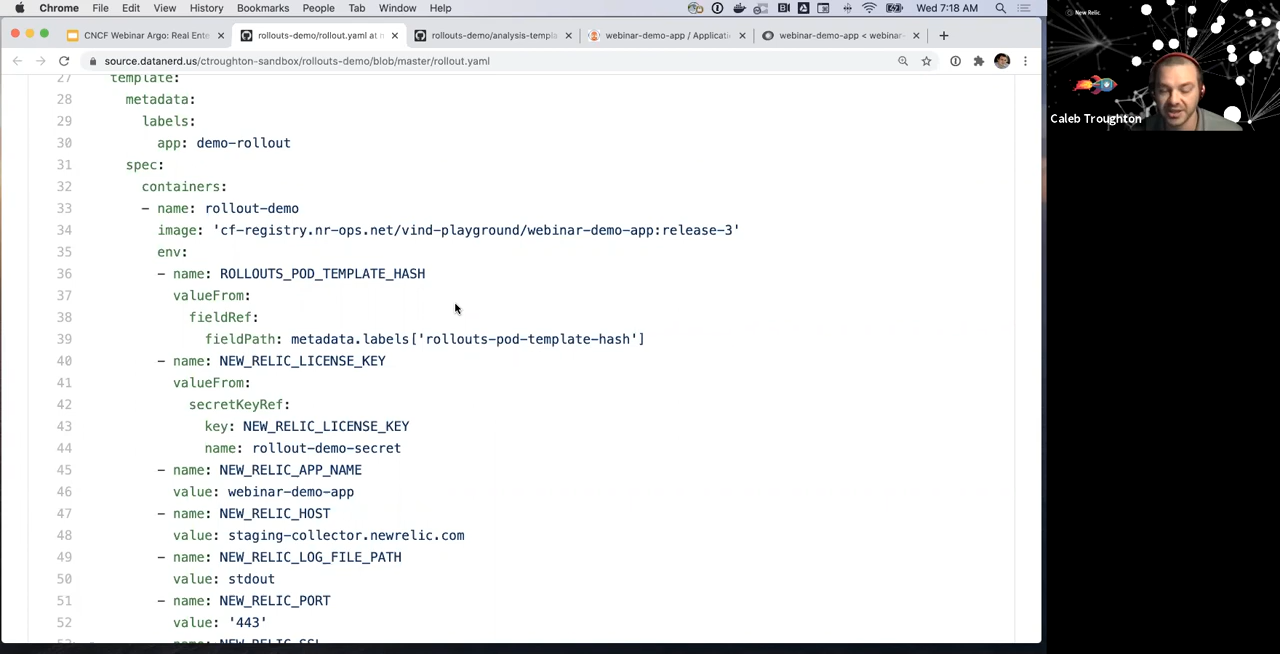 Chrome File Edit View History Bookmarks People Tab Window Help Wed 7:18 AM
CNCF Webinar Argo: Real Ente
rollouts-demo/rollout.yaml at
rollouts-demo/analysis-templ
webinar-demo-app / Applicati
webinar-demo-app < webinar-
source.datanerd.us/ctroughton-sandbox/rollouts-demo/blob/master/rollout.yaml
27 template:
28 metadata:
29 labels:
30 app: demo-rollout
31 spec:
32 containers:
33 - name: rollout-demo
34 image: 'cf-registry.nr-ops.net/vind-playground/webinar-demo-app:release-3'
35 env:
36 - name: ROLLOUTS_POD_TEMPLATE_HASH
37 valueFrom:
38 fieldRef:
39 fieldPath: metadata.labels['rollouts-pod-template-hash']
40 - name: NEW_RELIC_LICENSE_KEY
41 valueFrom:
42 secretKeyRef:
43 key: NEW_RELIC_LICENSE_KEY
44 name: rollout-demo-secret
45 - name: NEW_RELIC_APP_NAME
46 value: webinar-demo-app
47 - name: NEW_RELIC_HOST
48 value: staging-collector.newrelic.com
49 - name: NEW_RELIC_LOG_FILE_PATH
50 value: stdout
51 - name: NEW_RELIC_PORT
52 value: '443'
53 - name: NEW_RELIC_SSL
New Relic
Caleb Troughton